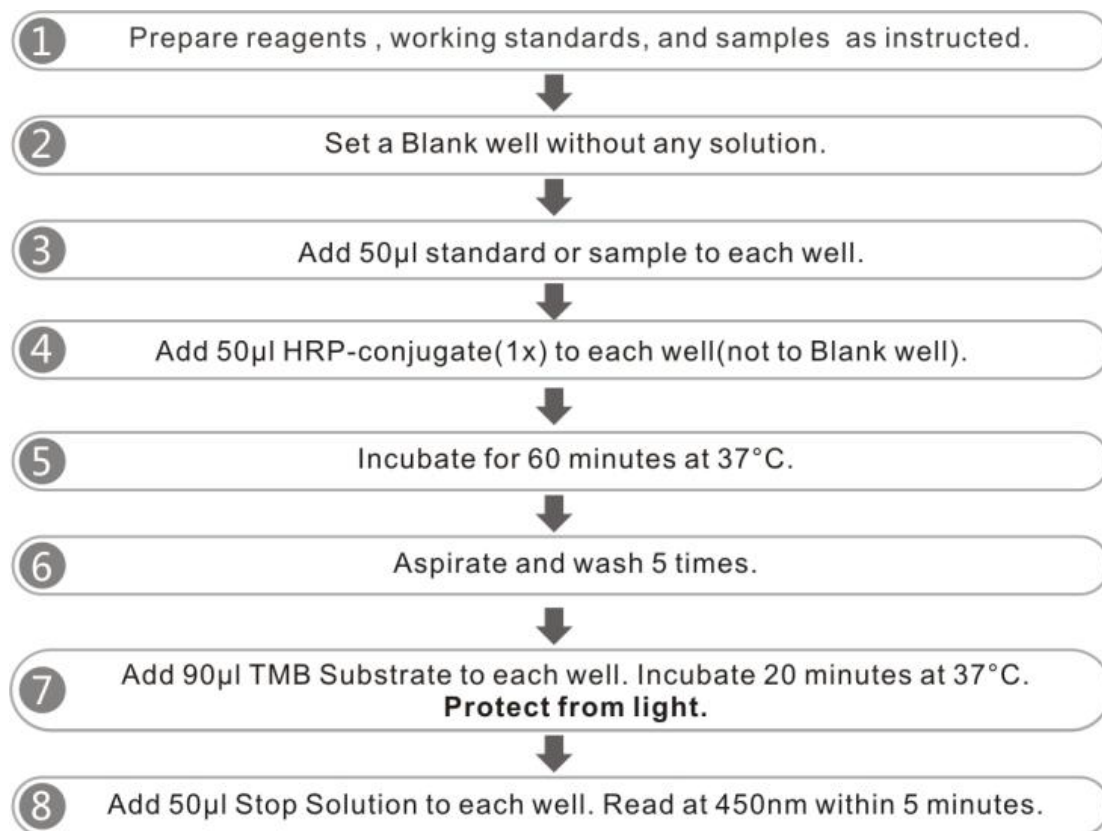 1 Prepare reagents , working standards, and samples as instructed.
2 Set a Blank well without any solution.
3 Add 50µl standard or sample to each well.
4 Add 50µl HRP-conjugate(1x) to each well(not to Blank well).
5 Incubate for 60 minutes at 37°C.
6 Aspirate and wash 5 times.
7 Add 90µl TMB Substrate to each well. Incubate 20 minutes at 37°C.
Protect from light.
8 Add 50µl Stop Solution to each well. Read at 450nm within 5 minutes.